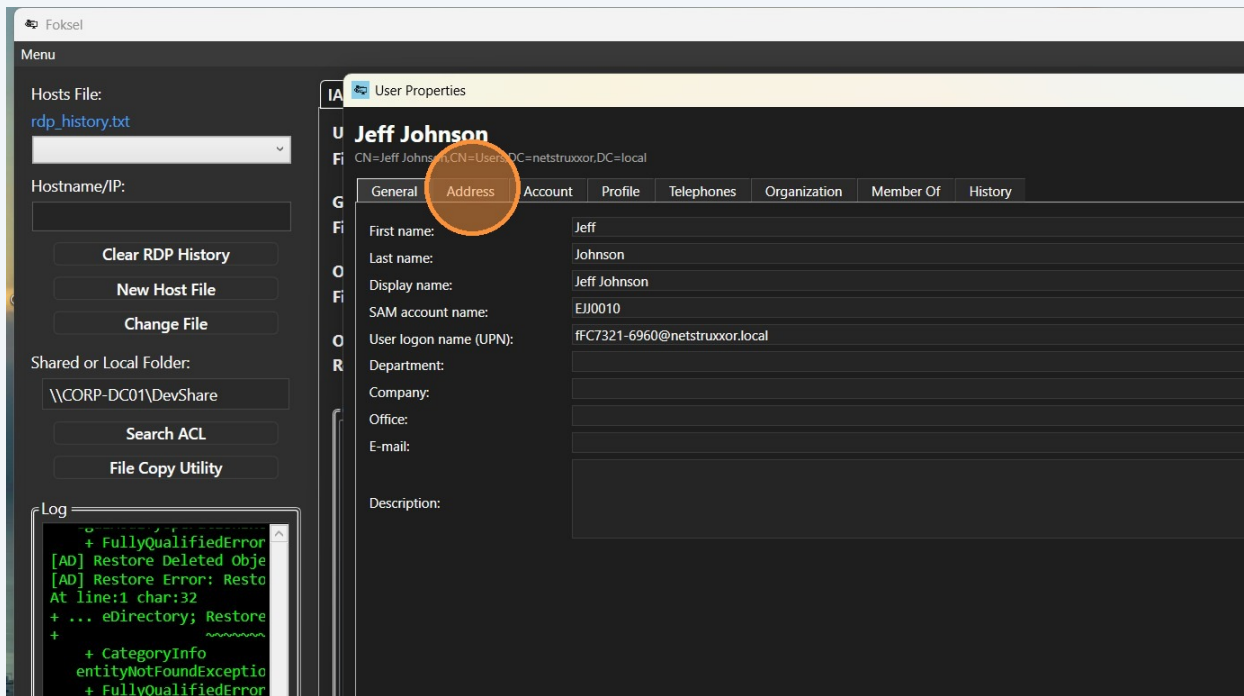 Foksel
Menu
Hosts File:
rdp_history.txt
Hostname/IP:
Clear RDP History
New Host File
Change File
Shared or Local Folder:
\\CORP-DC01\DevShare
Search ACL
File Copy Utility
Log
+ FullyQualifiedError
[AD] Restore Deleted Obje
[AD] Restore Error: Resto
At line:1 char:32
+ ... eDirectory; Restore
+ ~~~~~~~
+ CategoryInfo
entityNotFoundExceptio
+ FullyQualifiedError
IA
U
Fi
G
Fi
O
Fi
O
R
User Properties
Jeff Johnson
CN=Jeff Johnson,CN=Users,DC=netstruxxor,DC=local
General Address Account Profile Telephones Organization Member Of History
First name: Jeff
Last name: Johnson
Display name: Jeff Johnson
SAM account name: EJJ0010
User logon name (UPN): fFC7321-6960@netstruxxor.local
Department:
Company:
Office:
E-mail:
Description: